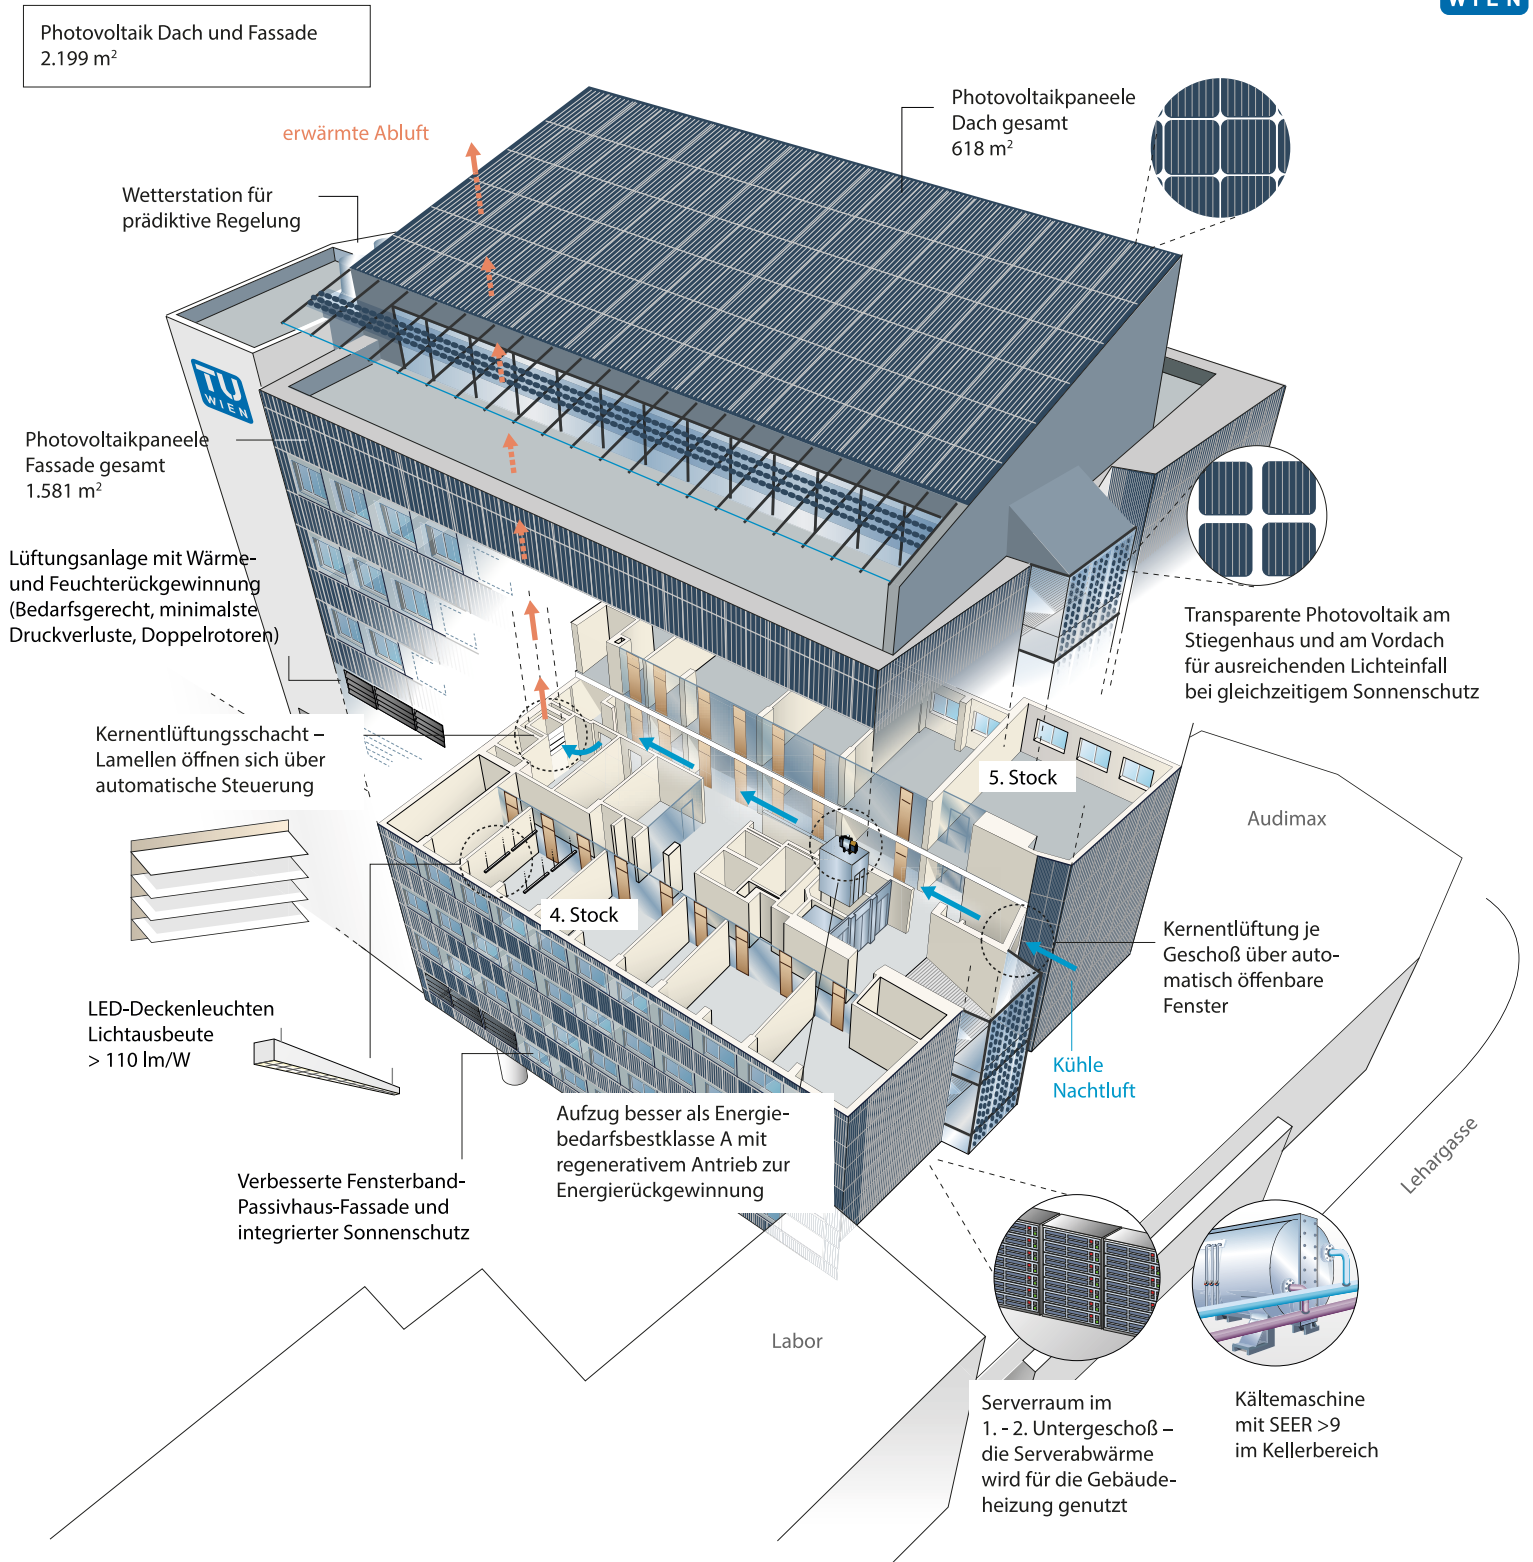 WIEN
Photovoltaik Dach und Fassade
2.199 m²
Photovoltaikpaneele
Dach gesamt
618 m²
erwärmte Abluft
Wetterstation für
prädiktive Regelung
TU
WIEN
Photovoltaikpaneele
Fassade gesamt
1.581 m²
Lüftungsanlage mit Wärme-
und Feuchterückgewinnung
(Bedarfsgerecht, minimalste
Druckverluste, Doppelrotoren)
Transparente Photovoltaik am
Stiegenhaus und am Vordach
für ausreichenden Lichteinfall
bei gleichzeitigem Sonnenschutz
Kernentlüftungsschacht –
Lamellen öffnen sich über
automatische Steuerung
5. Stock
Audimax
4. Stock
Kernentlüftung je
Geschoß über auto-
matisch öffenbare
Fenster
LED-Deckenleuchten
Lichtausbeute
> 110 lm/W
Kühle
Nachtluft
Aufzug besser als Energie-
bedarfsbestklasse A mit
regenerativem Antrieb zur
Energierückgewinnung
Lehargasse
Verbesserte Fensterband-
Passivhaus-Fassade und
integrierter Sonnenschutz
Labor
Serverraum im
1. - 2. Untergeschoß –
die Serverabwärme
wird für die Gebäude-
heizung genutzt
Kältemaschine
mit SEER >9
im Kellerbereich